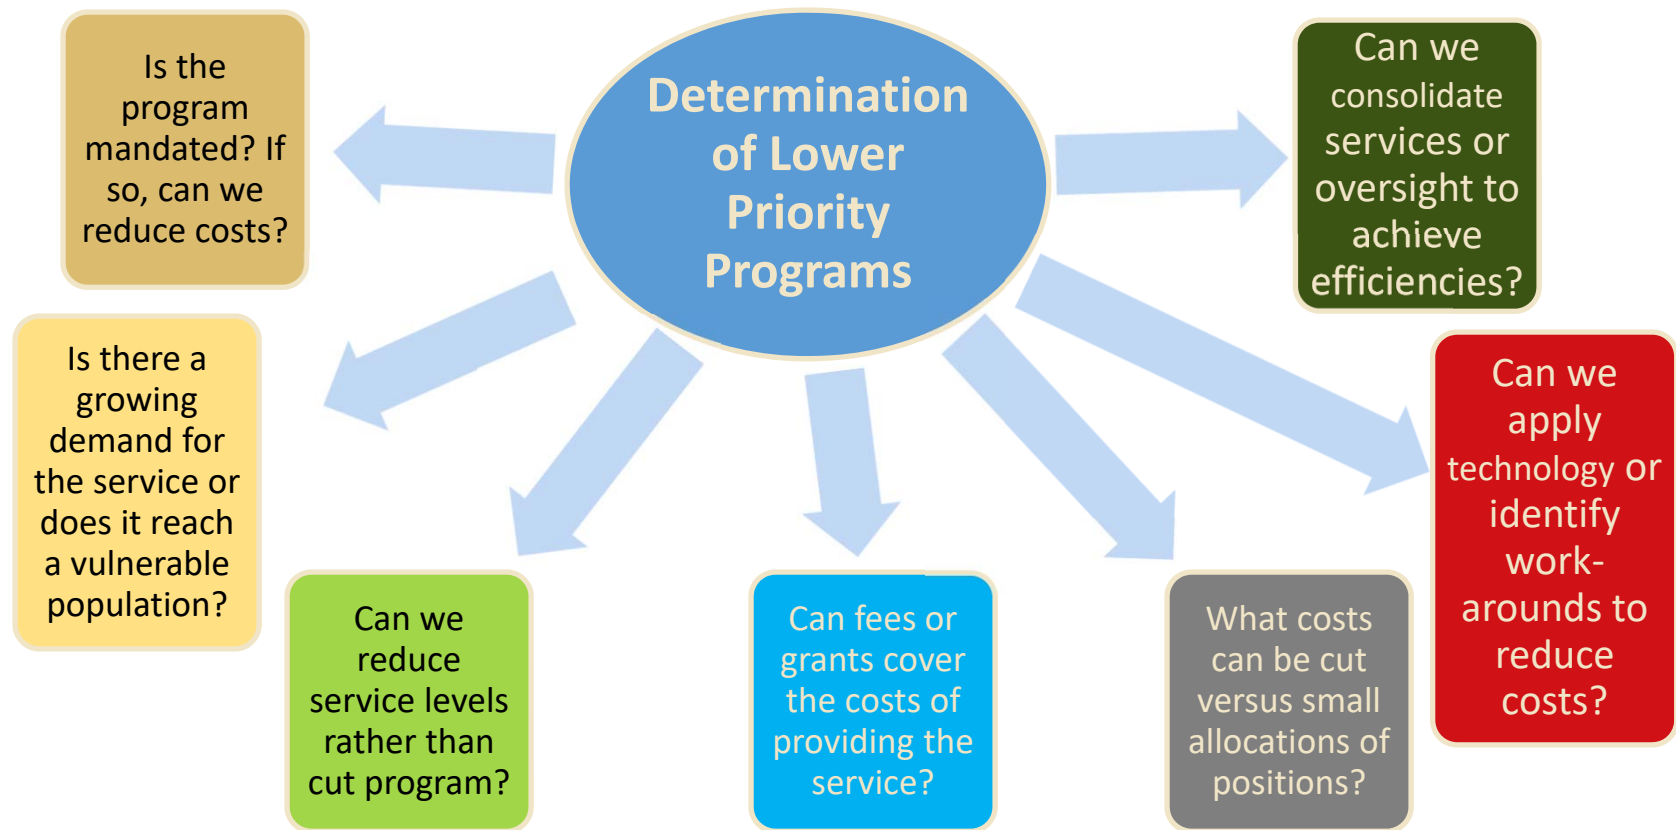 Determination
of Lower
Priority
Programs
Is the
program
mandated? If
so, can we
reduce costs?
Is there a
growing
demand for
the service or
does it reach
a vulnerable
population?
Can we
reduce
service levels
rather than
cut program?
Can fees or
grants cover
the costs of
providing the
service?
What costs
can be cut
versus small
allocations of
positions?
Can we
apply
technology or
identify
work-
arounds to
reduce
costs?
Can we
consolidate
services or
oversight to
achieve
efficiencies?